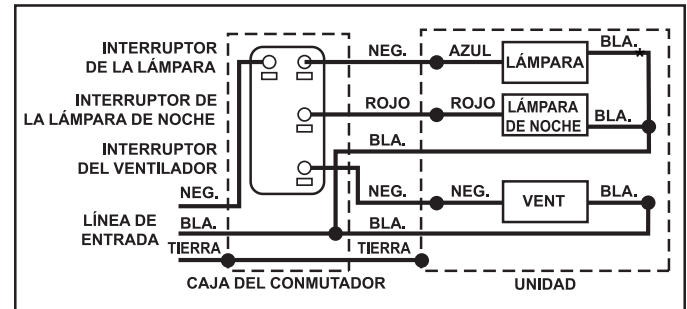 INTERRUPTOR
DE LA LÁMPARA
NEG.
AZUL
LÁMPARA
BLA.
INTERRUPTOR DE
LA LÁMPARA DE NOCHE
ROJO
ROJO
LÁMPARA
DE NOCHE
BLA.
BLA.
INTERRUPTOR
DEL VENTILADOR
NEG.
NEG.
NEG.
VENT
BLA.
LÍNEA DE
ENTRADA
BLA.
BLA.
TIERRA
TIERRA
CAJA DEL CONMUTADOR
UNIDAD